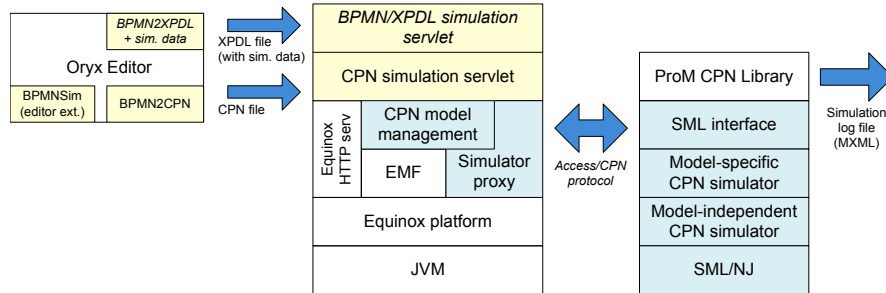 BPMN2XPDL
+ sim. data
Oryx Editor
BPMNSim
(editor ext.)
BPMN2CPN
XPDL file
(with sim. data)
CPN file
BPMN/XPDL simulation
servlet
CPN simulation servlet
Equinox
HTTP serv
CPN model
management
EMF
Simulator
proxy
Equinox platform
JVM
Access/CPN
protocol
ProM CPN Library
SML interface
Model-specific
CPN simulator
Model-independent
CPN simulator
SML/NJ
Simulation
log file
(MXML)